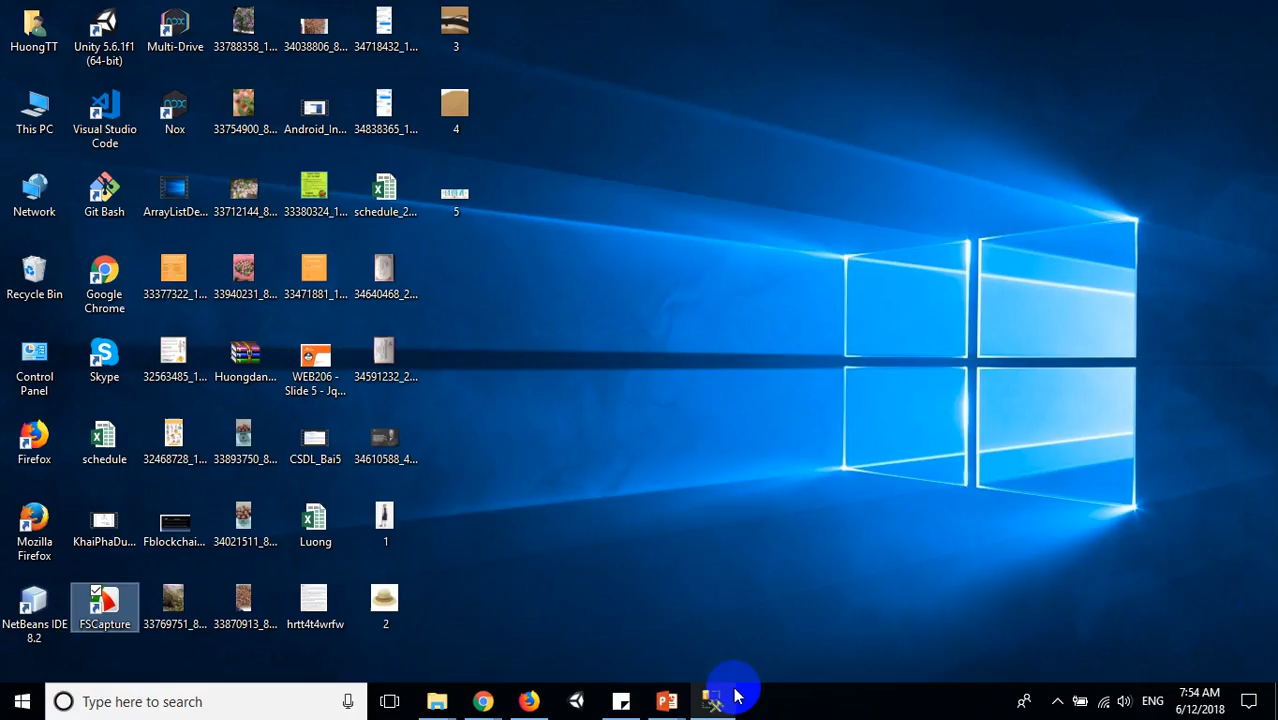 HuongTT
Unity 5.6.1f1
(64-bit)
Multi-Drive
33788358_1...
34038806_8...
34718432_1...
3
This PC
Visual Studio
Code
Nox
33754900_8...
Android_In...
34838365_1...
4
Network
Git Bash
ArrayListDe...
33712144_8...
33380324_1...
schedule_2...
5
Recycle Bin
Google
Chrome
33377322_1...
33940231_8...
33471881_1...
34640468_2...
Control
Panel
Skype
32563485_1...
Huongdan...
WEB206 -
Slide 5 - Jq...
34591232_2...
Firefox
schedule
32468728_1...
33893750_8...
CSDL_Bai5
34610588_4...
Mozilla
Firefox
KhaiPhaDu...
Fblockchai...
34021511_8...
Luong
1
NetBeans IDE
8.2
FSCapture
33769751_8...
33870913_8...
hrtt4t4wrfw
2
Type here to search
ENG
7:54 AM
6/12/2018